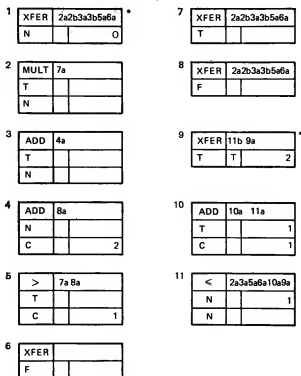 1 XFER 2a2b3a3b5a6a •
N O
2 MULT 7a
T
N
3 ADD 4a
T
N
4 ADD 8a
N
C 2
5 > 7a 8a
T
C 1
6 XFER
F
7 XFER 2a2b3a3b5a6a
T
8 XFER 2a2b3a3b5a6a
F
9 XFER 11b 9a •
T T 2
10 ADD 10a 11a
T 1
C 1
11 ⩽ 2a3a5a6a10a9a
N 1
N